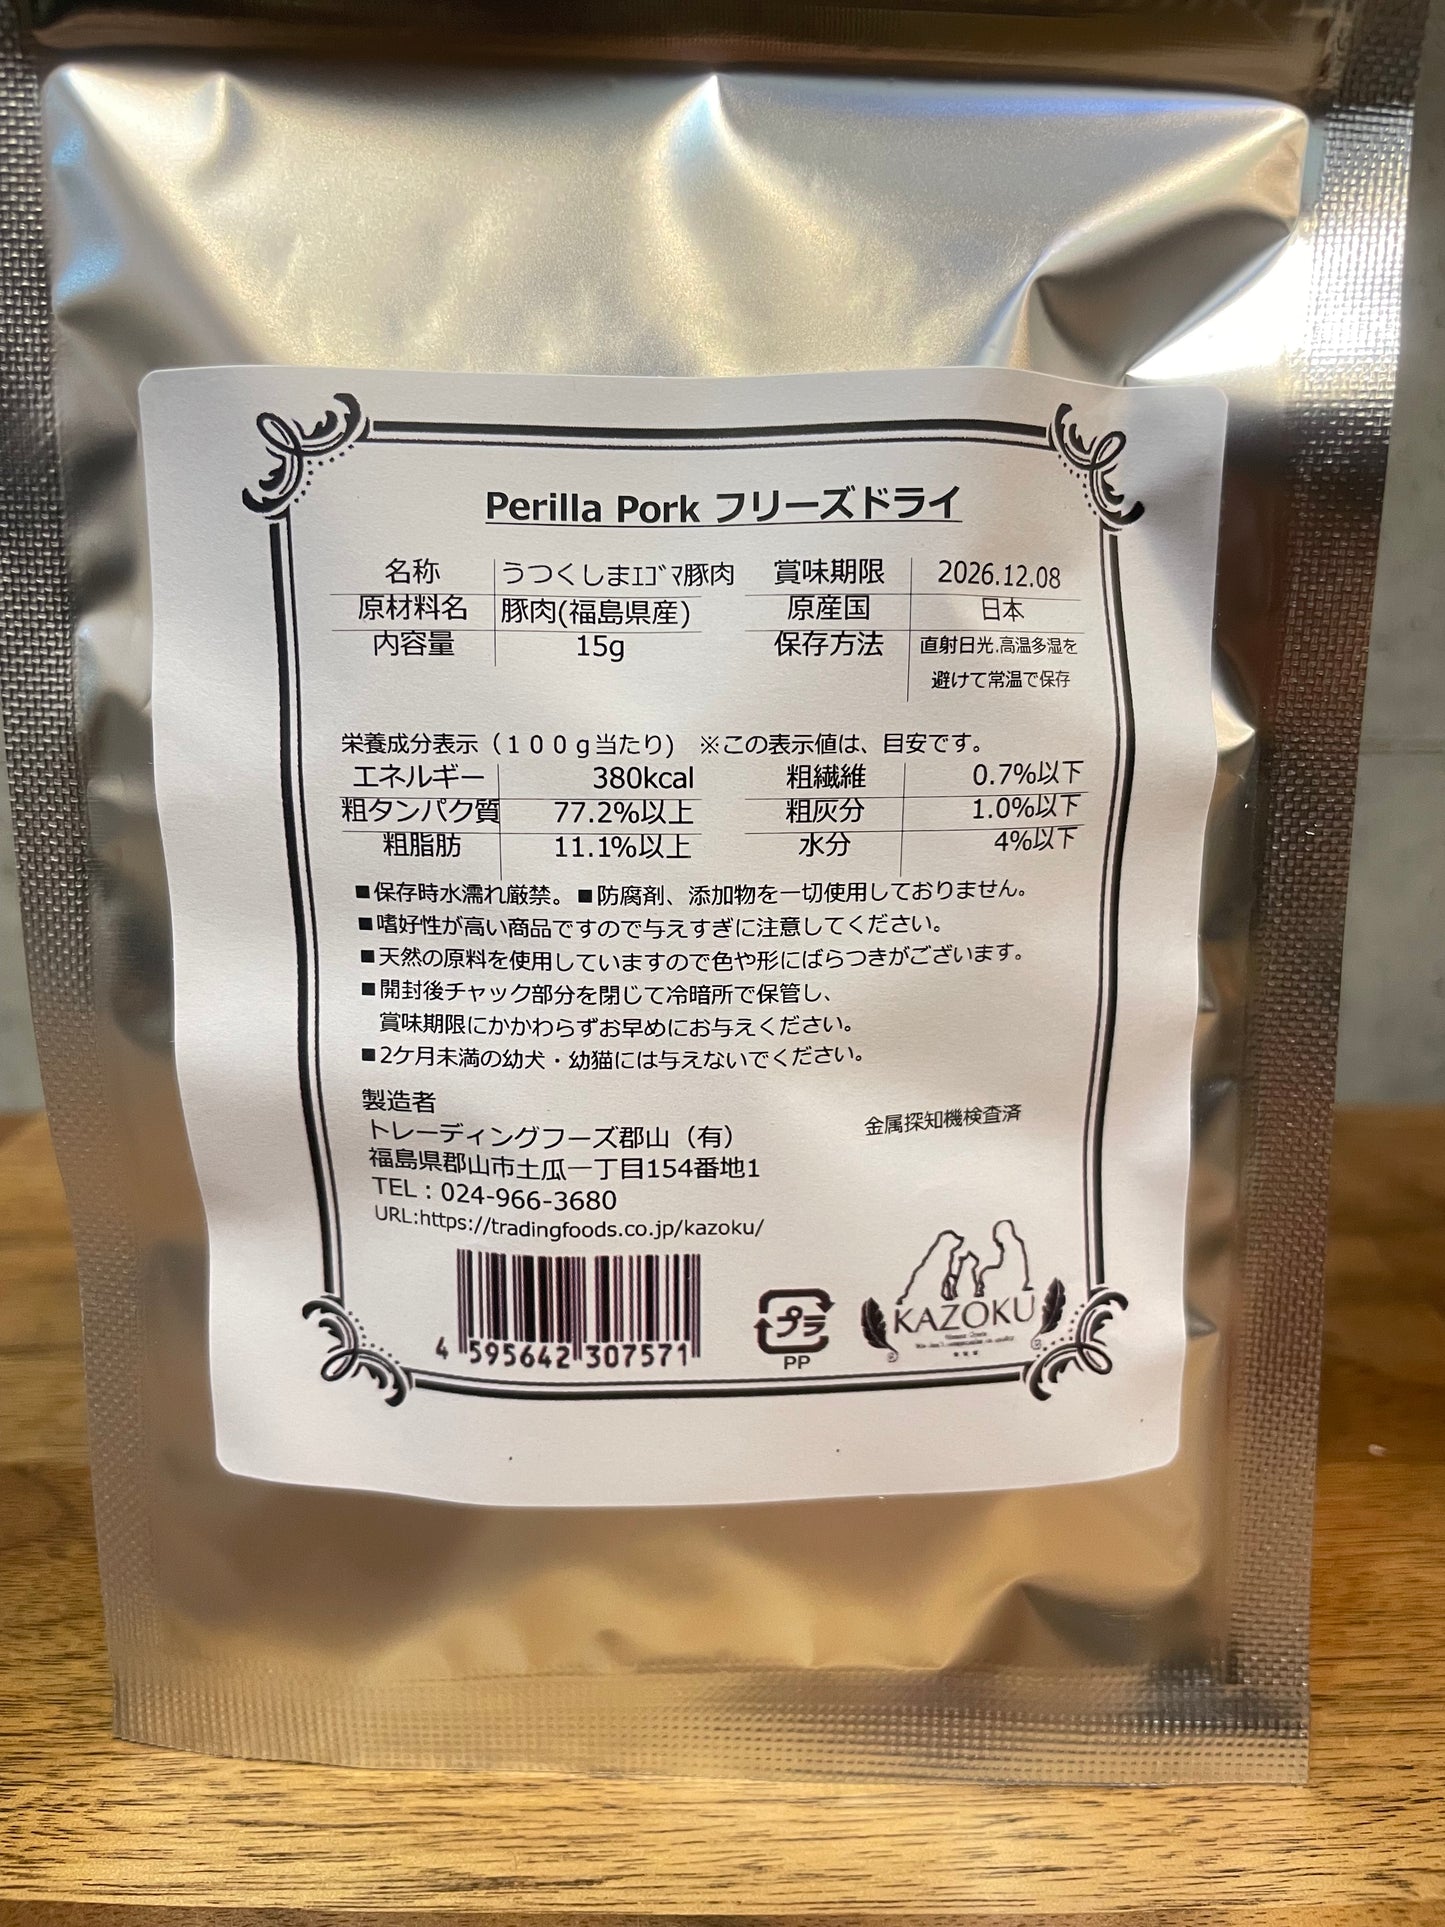 Perilla Pork フリーズドライ
名称 うつくしまｴｺﾞﾏ豚肉 賞味期限 2026.12.08
原材料名 豚肉(福島県産) 原産国 日本
内容量 15g 保存方法 直射日光.高温多湿を
避けて常温で保存
栄養成分表示（１００ｇ当たり） ※この表示値は、目安です。
エネルギー 380kcal 粗繊維 0.7%以下
粗タンパク質 77.2%以上 粗灰分 1.0%以下
粗脂肪 11.1%以上 水分 4%以下
■保存時水濡れ厳禁。■防腐剤、添加物を一切使用しておりません。
■嗜好性が高い商品ですので与えすぎに注意してください。
■天然の原料を使用していますので色や形にばらつきがございます。
■開封後チャック部分を閉じて冷暗所で保管し、
賞味期限にかかわらずお早めにお与えください。
■2ケ月未満の幼犬・幼猫には与えないでください。
製造者
金属探知機検査済
トレーディングフーズ郡山（有）
福島県郡山市土瓜一丁目154番地1
TEL：024-966-3680
URL:https://tradingfoods.co.jp/kazoku/
4 595642 307571
プラ
PP
KAZOKU